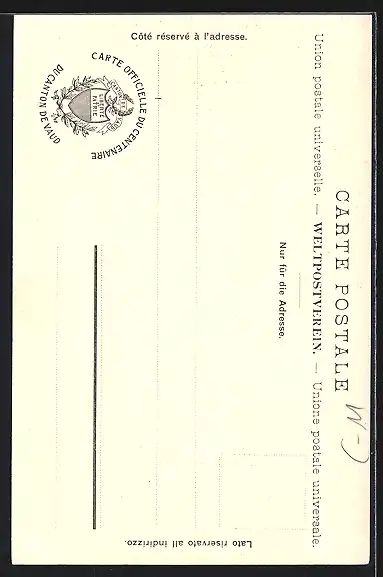 CARTE POSTALE
Union postale universelle. — WELTPOSTVEREIN. — Unione postale universale.
Côté réservé à l'adresse.
Nur für die Adresse.
Lato riservato all indirizzo.
CARTE OFFICIELLE DU CENTENAIRE
DU CANTON DE VAUD
LIBERTÉ
PATRIE